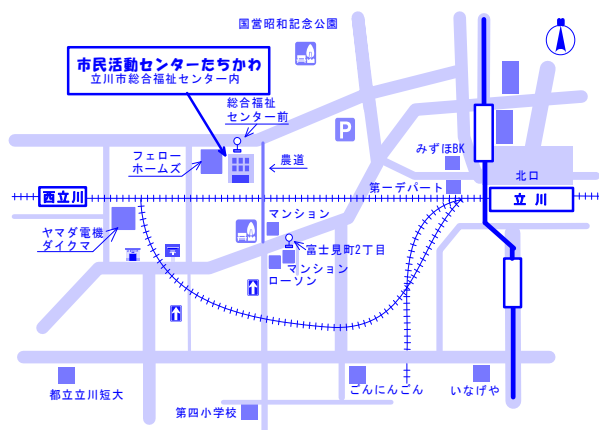 国営昭和記念公園
市民活動センターたちかわ
立川市総合福祉センター内
総合福祉
センター前
P
フェロー
ホームズ
農道
みずほBK
北口
第一デパート
西立川
立 川
マンション
ヤマダ電機
ダイクマ
富士見町2丁目
マンション
ローソン
都立立川短大
第四小学校
ごんにんごん
いなげや